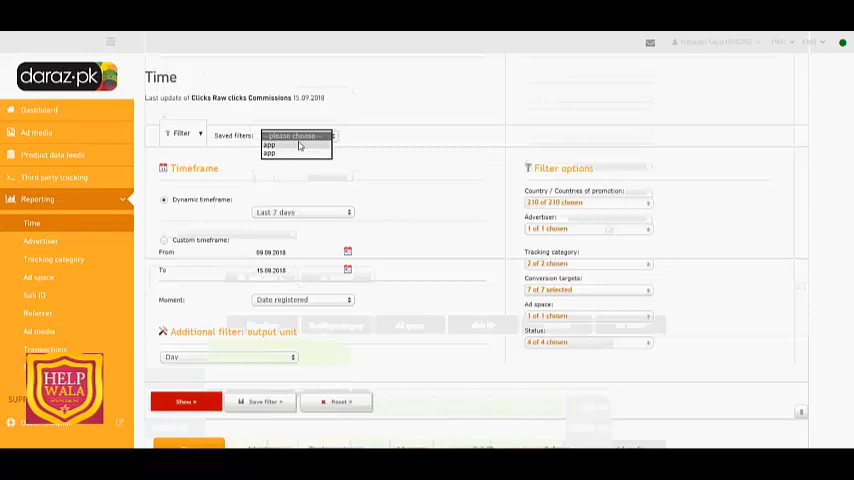 daraz.pk
Time
Last update of Clicks Raw clicks Commissions 15.09.2018
Filter
Saved filters:
--please choose--
app
app
Dashboard
Ad media
Product data feeds
Third party tracking
Reporting
Time
Advertiser
Tracking category
Ad space
Sub ID
Referrer
Ad media
Transactions
HELP
WALA
Timeframe
Dynamic timeframe:
Last 7 days
Custom timeframe:
From
09.09.2018
To
15.09.2018
Moment:
Date registered
Additional filter: output unit
Day
Show »
Save filter »
Reset »
Filter options
Country / Countries of promotion:
210 of 210 chosen
Advertiser:
1 of 1 chosen
Tracking category:
2 of 2 chosen
Conversion targets:
7 of 7 selected
Ad space:
1 of 1 chosen
Status:
4 of 4 chosen